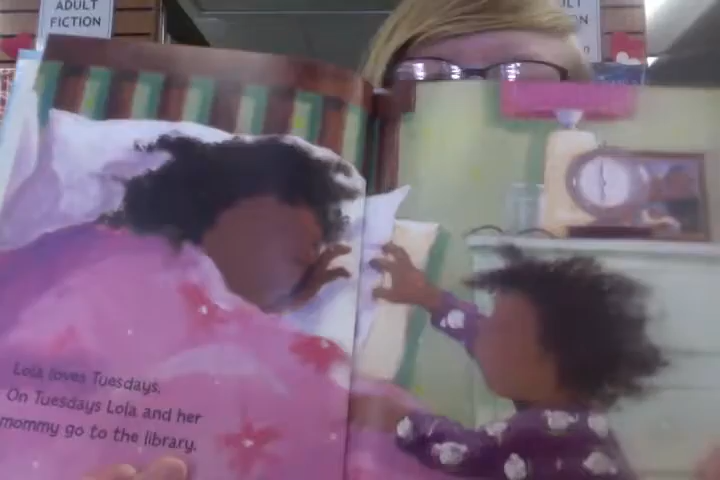 ADULT
FICTION
Lola loves Tuesdays.
On Tuesdays Lola and her
mommy go to the library.